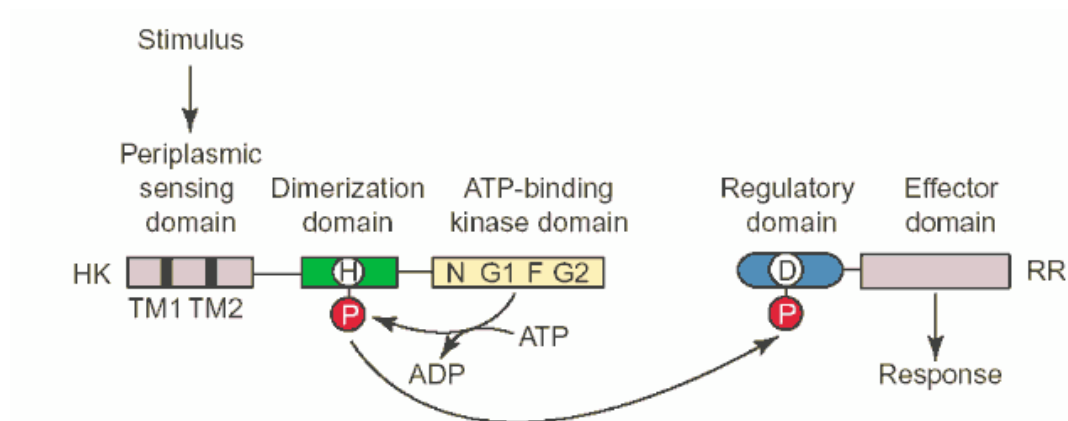 Stimulus
Periplasmic
sensing
domain
Dimerization
domain
ATP-binding
kinase domain
Regulatory
domain
Effector
domain
HK
TM1 TM2
H
P
N G1 F G2
ATP
ADP
D
P
RR
Response